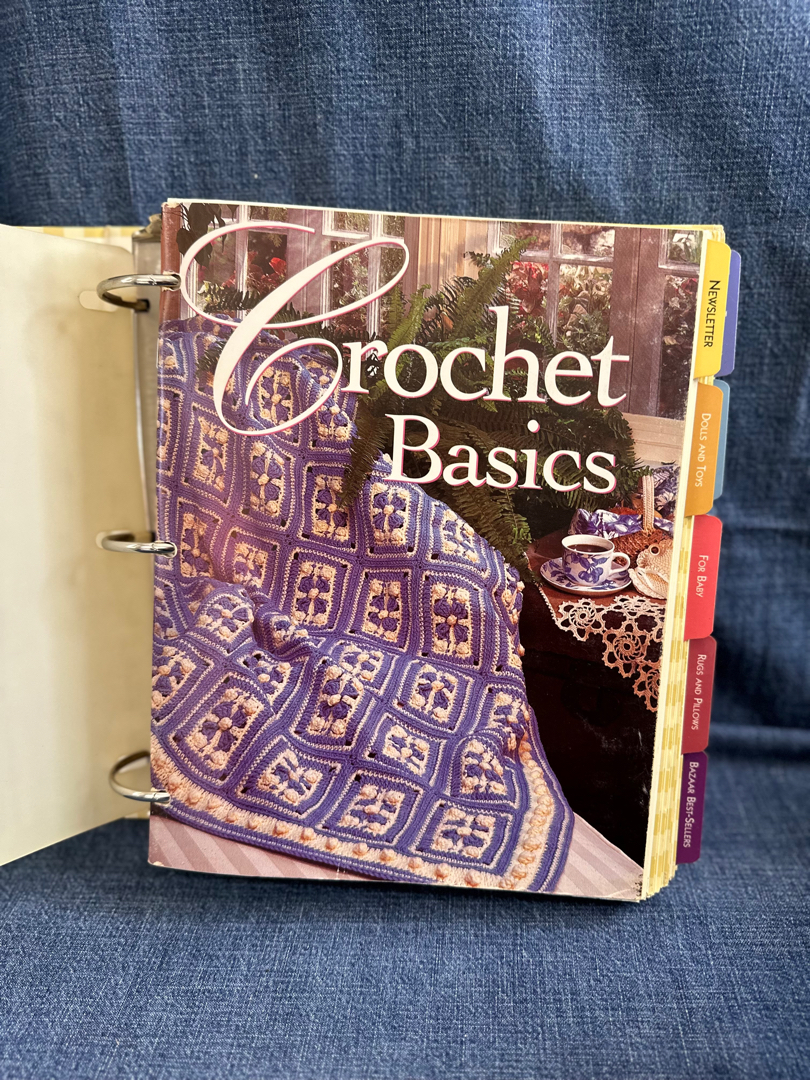 Crochet
Basics
NEWSLETTER
DOLLS AND TOYS
FOR BABY
RUGS AND PILLOWS
BAZAAR BEST-SELLERS